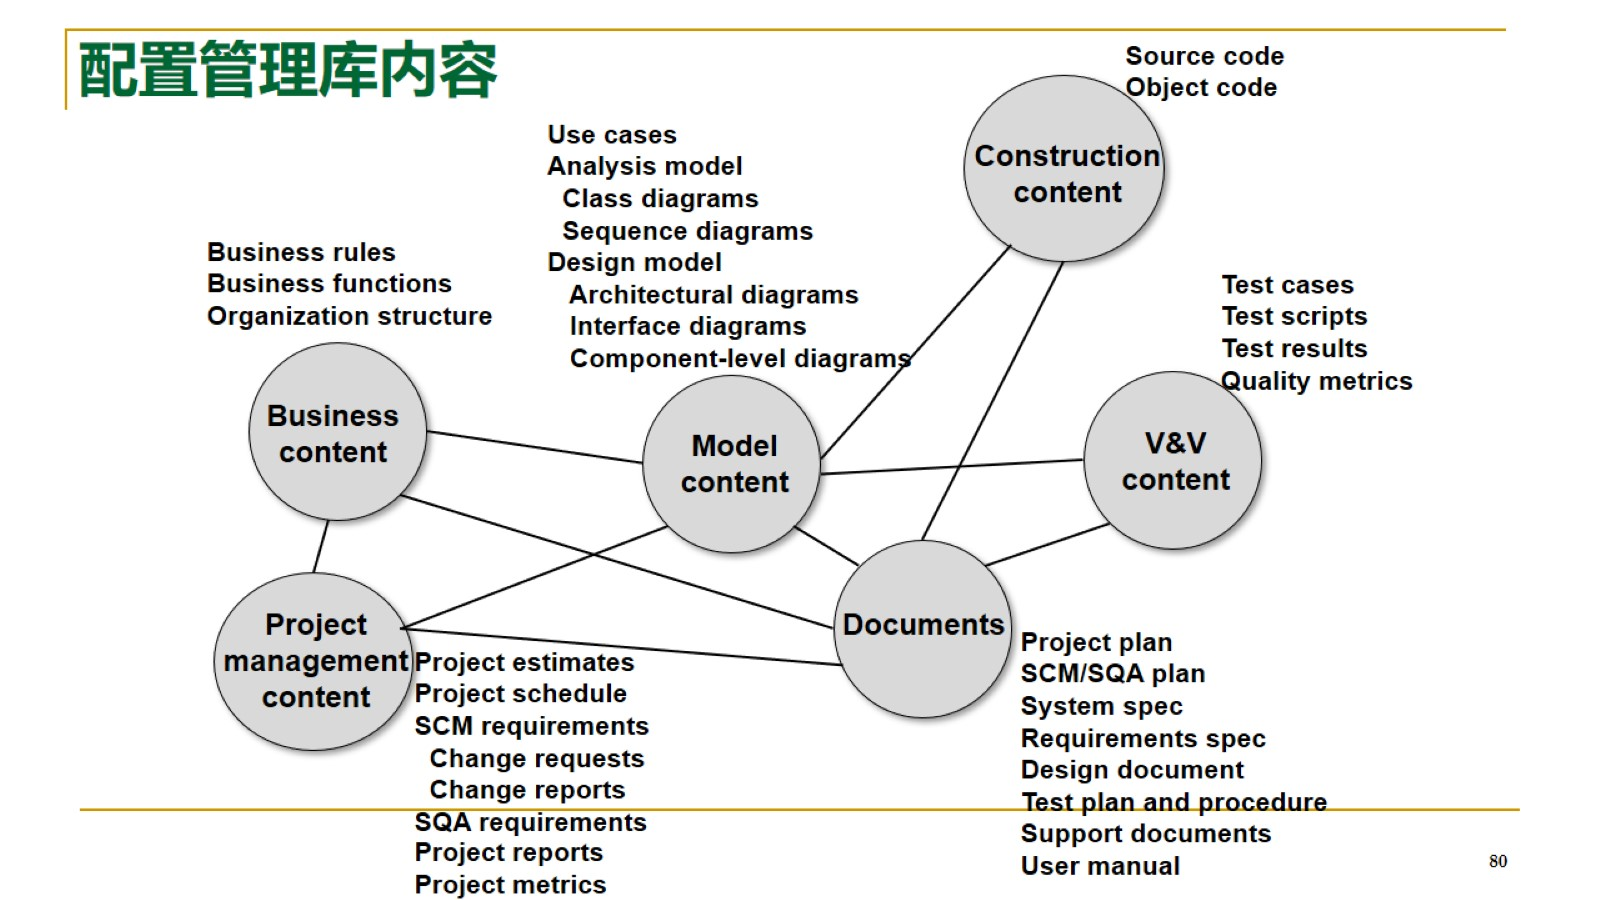 配置管理库内容
Source code
Object code
Construction
content
Use cases
Analysis model
Class diagrams
Sequence diagrams
Design model
Architectural diagrams
Interface diagrams
Component-level diagrams
Business rules
Business functions
Organization structure
Test cases
Test scripts
Test results
Quality metrics
Business
content
Model
content
V&V
content
Project
management
content
Documents
Project estimates
Project schedule
SCM requirements
Change requests
Change reports
SQA requirements
Project reports
Project metrics
Project plan
SCM/SQA plan
System spec
Requirements spec
Design document
Test plan and procedure
Support documents
User manual
80